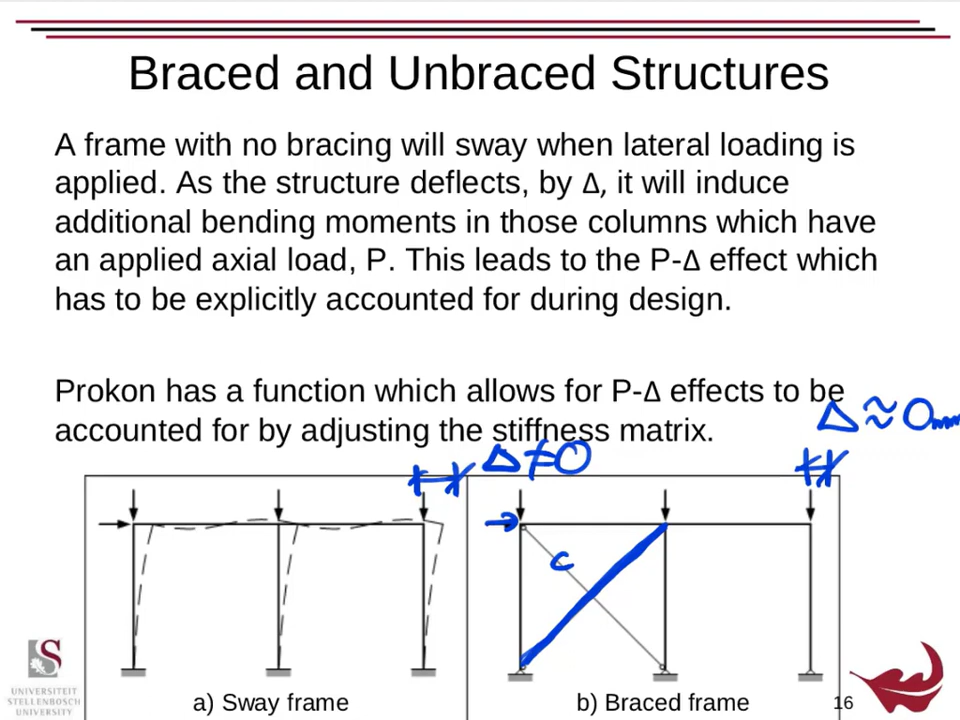 Braced and Unbraced Structures
A frame with no bracing will sway when lateral loading is
applied. As the structure deflects, by Δ, it will induce
additional bending moments in those columns which have
an applied axial load, P. This leads to the P-Δ effect which
has to be explicitly accounted for during design.
Prokon has a function which allows for P-Δ effects to be
accounted for by adjusting the stiffness matrix.
Δ ≈ 0mm
Δ ≠ 0
C
a) Sway frame
b) Braced frame
16
S
UNIVERSITEIT
STELLENBOSCH
UNIVERSITY